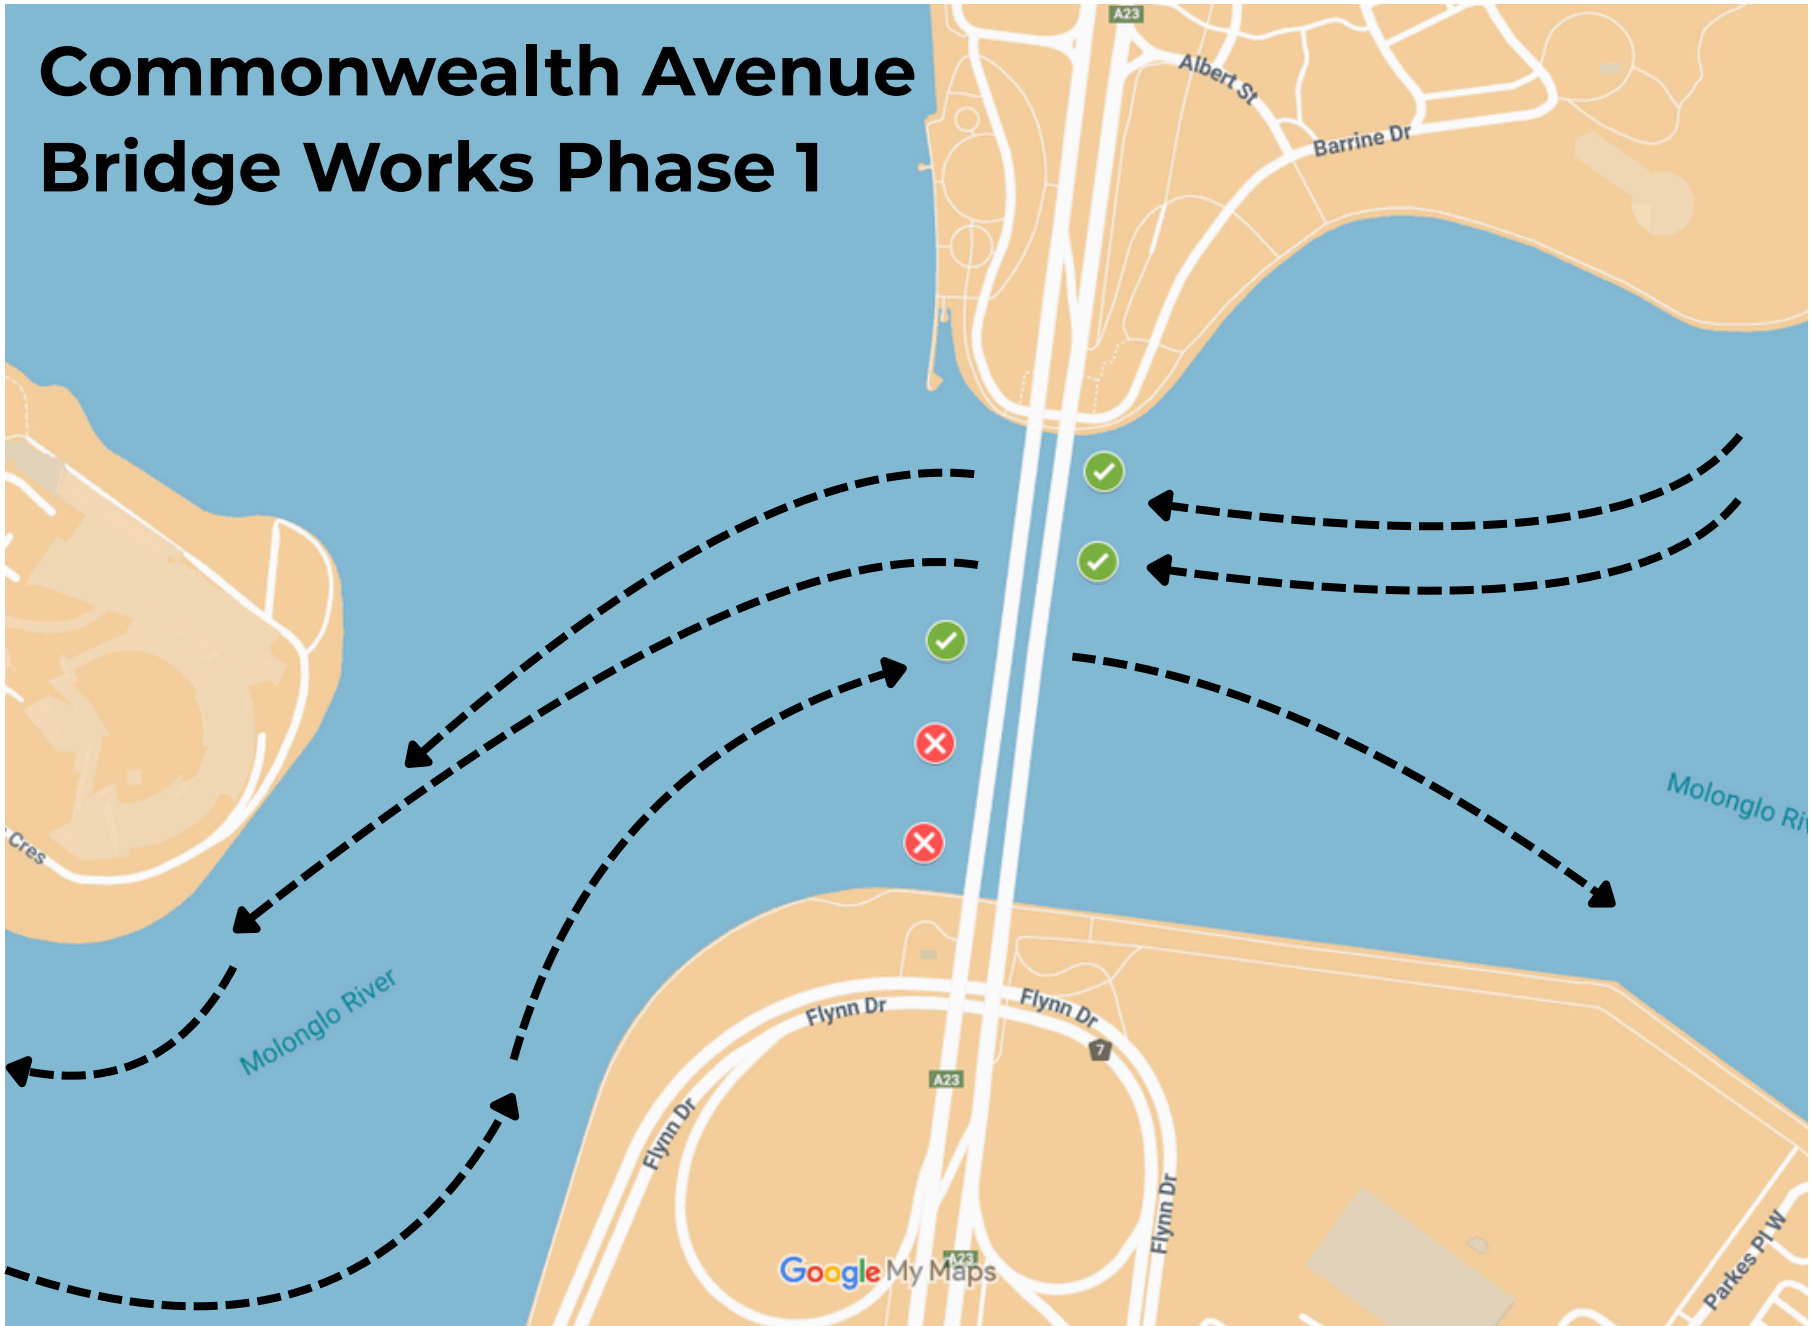 Commonwealth Avenue
Bridge Works Phase 1
A23
Albert St
Barrine Dr
Molonglo Riv
Cres
Molonglo River
Flynn Dr
Flynn Dr
7
A23
Flynn Dr
Flynn Dr
A23
Google My Maps
Parkes Pl W